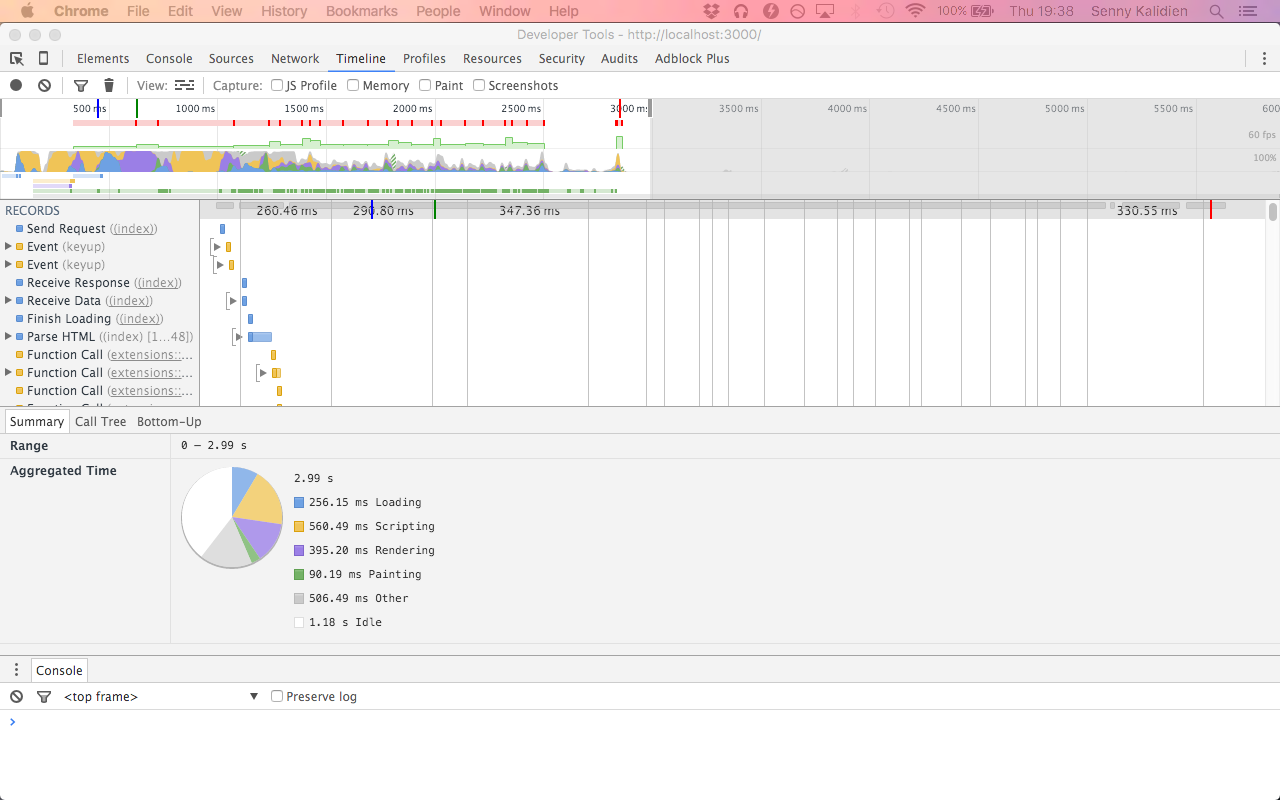 Chrome File Edit View History Bookmarks People Window Help 100% Thu 19:38 Senny Kalidien
Developer Tools - http://localhost:3000/
Elements Console Sources Network Timeline Profiles Resources Security Audits Adblock Plus
View: Capture: JS Profile Memory Paint Screenshots
500 ms 1000 ms 1500 ms 2000 ms 2500 ms 3000 ms 3500 ms 4000 ms 4500 ms 5000 ms 5500 ms 600
60 fps
100%
RECORDS 260.46 ms 290.80 ms 347.36 ms 330.55 ms
Send Request ((index))
Event (keyup)
Event (keyup)
Receive Response ((index))
Receive Data ((index))
Finish Loading ((index))
Parse HTML ((index) [1…48])
Function Call (extensions::…
Function Call (extensions::…
Function Call (extensions::…
Summary Call Tree Bottom-Up
Range 0 – 2.99 s
Aggregated Time
2.99 s
256.15 ms Loading
560.49 ms Scripting
395.20 ms Rendering
90.19 ms Painting
506.49 ms Other
1.18 s Idle
Console
<top frame> ▼ Preserve log
>